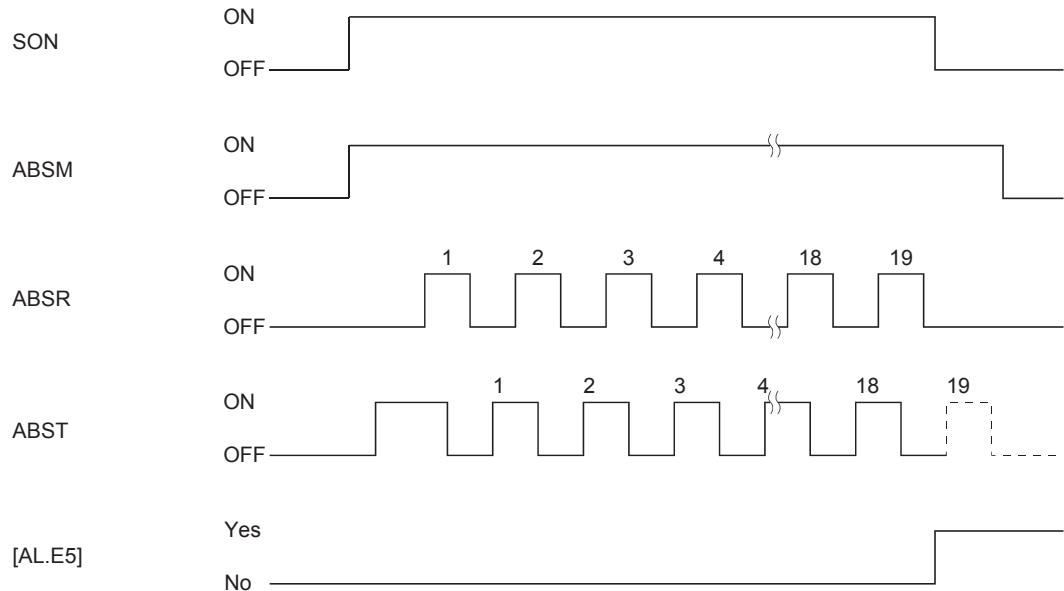 SON
ON
OFF
ABSM
ON
OFF
ABSR
ON
OFF
1 2 3 4 18 19
ABST
ON
OFF
1 2 3 4 18 19
[AL.E5]
Yes
No